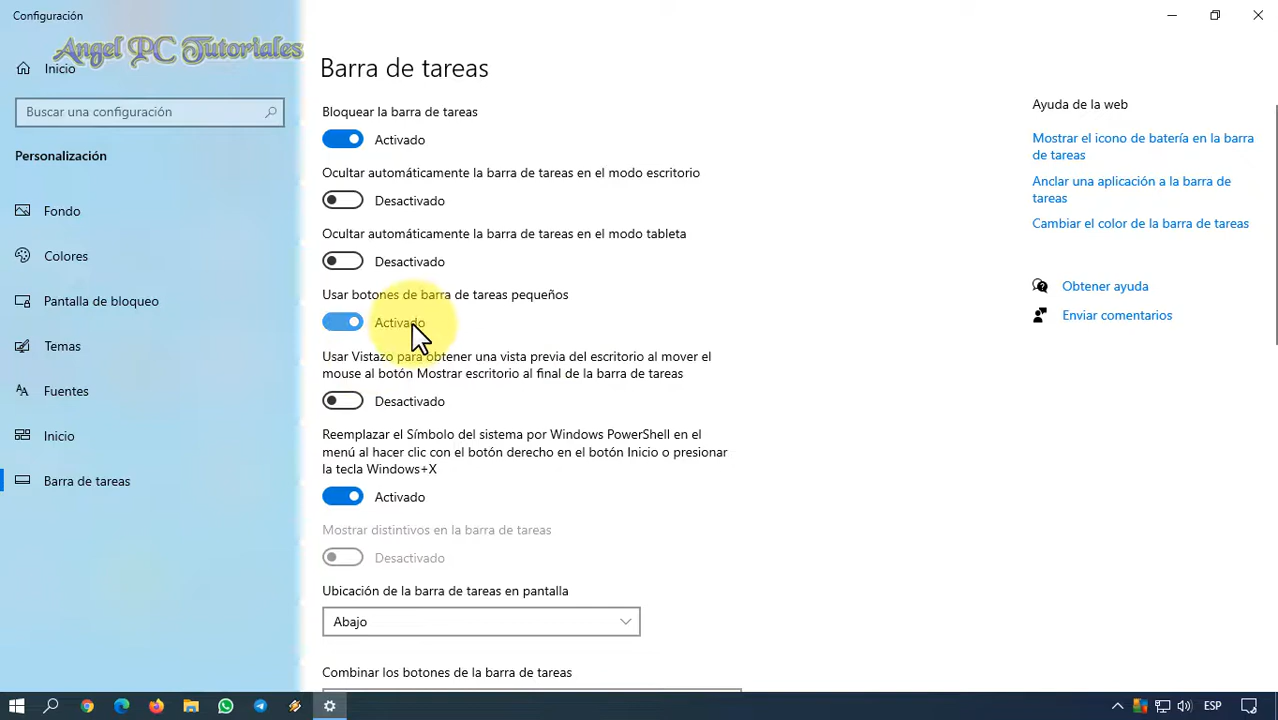 Configuración
Angel PC Tutoriales
Inicio
Buscar una configuración
Personalización
Fondo
Colores
Pantalla de bloqueo
Temas
Fuentes
Inicio
Barra de tareas
Barra de tareas
Bloquear la barra de tareas
Activado
Ocultar automáticamente la barra de tareas en el modo escritorio
Desactivado
Ocultar automáticamente la barra de tareas en el modo tableta
Desactivado
Usar botones de barra de tareas pequeños
Activado
Usar Vistazo para obtener una vista previa del escritorio al mover el
mouse al botón Mostrar escritorio al final de la barra de tareas
Desactivado
Reemplazar el Símbolo del sistema por Windows PowerShell en el
menú al hacer clic con el botón derecho en el botón Inicio o presionar
la tecla Windows+X
Activado
Mostrar distintivos en la barra de tareas
Desactivado
Ubicación de la barra de tareas en pantalla
Abajo
Combinar los botones de la barra de tareas
Ayuda de la web
Mostrar el icono de batería en la barra
de tareas
Anclar una aplicación a la barra de
tareas
Cambiar el color de la barra de tareas
Obtener ayuda
Enviar comentarios
ESP